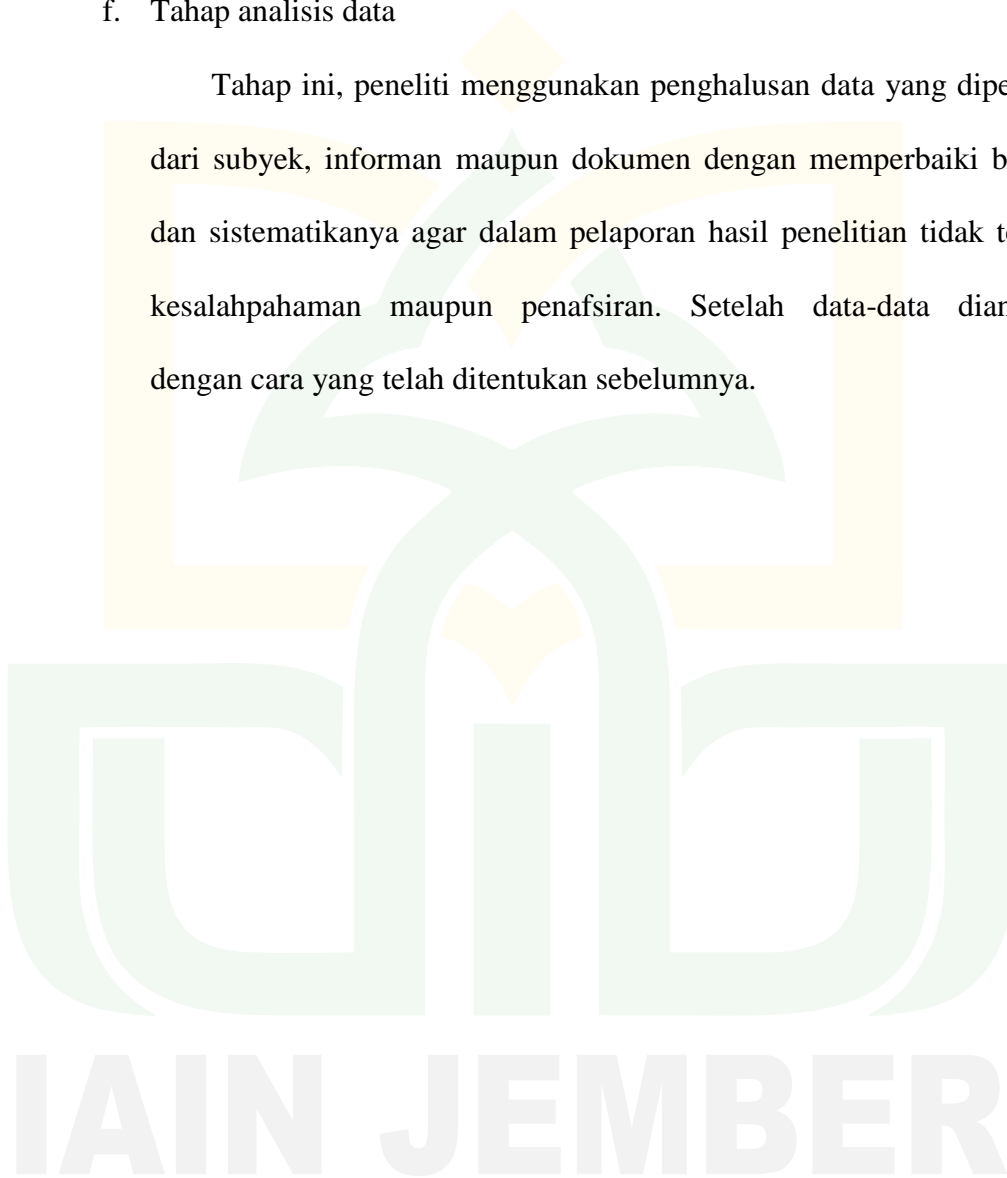 f. Tahap analisis data
Tahap ini, peneliti menggunakan penghalusan data yang
dari subyek, informan maupun dokumen dengan memperbaiki
dan sistematikanya agar dalam pelaporan hasil penelitian tidak
kesalahpahaman maupun penafsiran. Setelah data-data
dengan cara yang telah ditentukan sebelumnya.
IAIN JEMBER